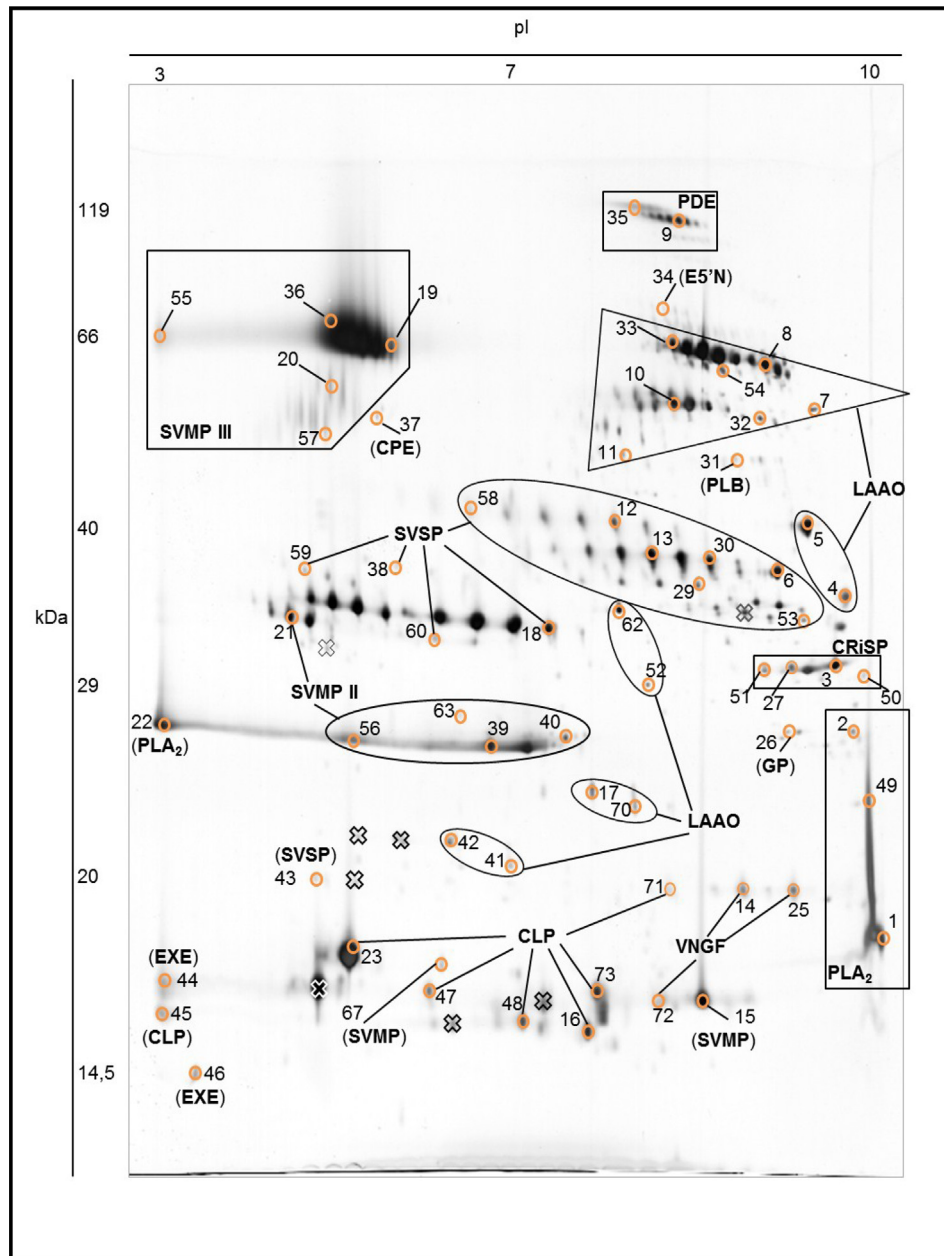 pI
3 7 10
119
PDE
35
9
34 (E5'N)
55 36 19
66
33 8
20
10 54 7
SVMP III 57 37 32
(CPE)
11 31
(PLB)
LAAO
58
12
40
SVSP
59 38 13 30 5
29 6
4
kDa
21 60 18 62 53
CRiSP
SVMP II 52 51 27 3 50
29
63
22 56 39 40 26 2
(PLA2) (GP)
17 49
70
LAAO
42
(SVSP) 41
20 43 71 14 25
CLP VNGF 1
23
(EXE) PLA2
44 73
67 47 48 72 15
45 (SVMP) 16 (SVMP)
(CLP)
14,5 46
(EXE)